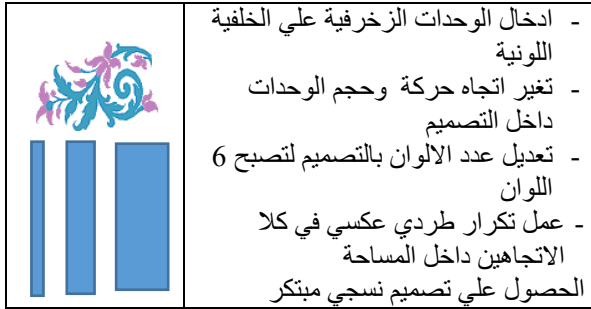 - ادخال الوحدات الزخرفية علي الخلفية
اللونية
- تغير اتجاه حركة وحجم الوحدات
داخل التصميم
- تعديل عدد الالوان بالتصميم لتصبح 6
اللوان
- عمل تكرار طردي عكسي في كلا
الاتجاهين داخل المساحة
الحصول علي تصميم نسجي مبتكر